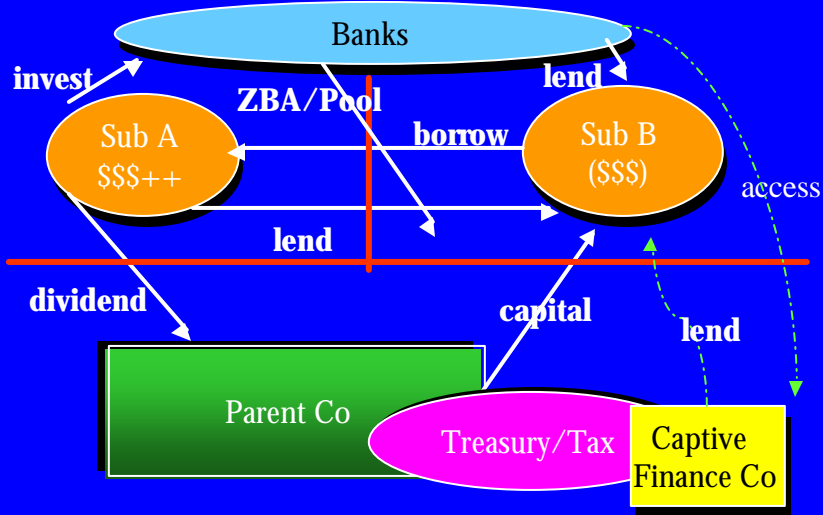 Banks
invest
lend
ZBA/Pool
Sub A
$$$++
borrow
Sub B
($$$)
access
lend
dividend
capital
lend
Parent Co
Treasury/Tax
Captive
Finance Co